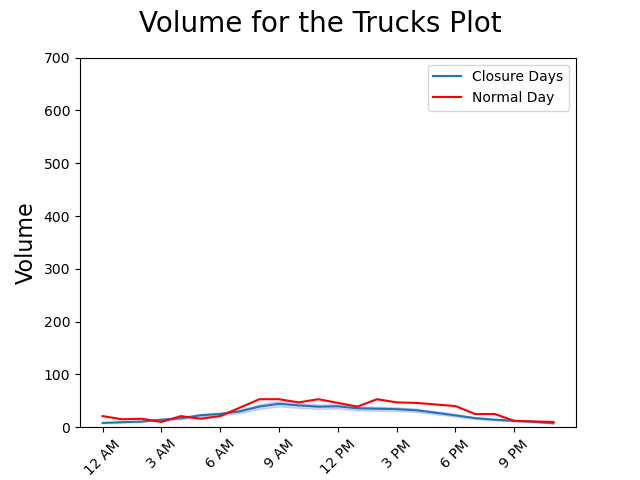 Volume for the Trucks Plot
Closure Days
Normal Day
Volume
700
600
500
400
300
200
100
0
12 AM
3 AM
6 AM
9 AM
12 PM
3 PM
6 PM
9 PM